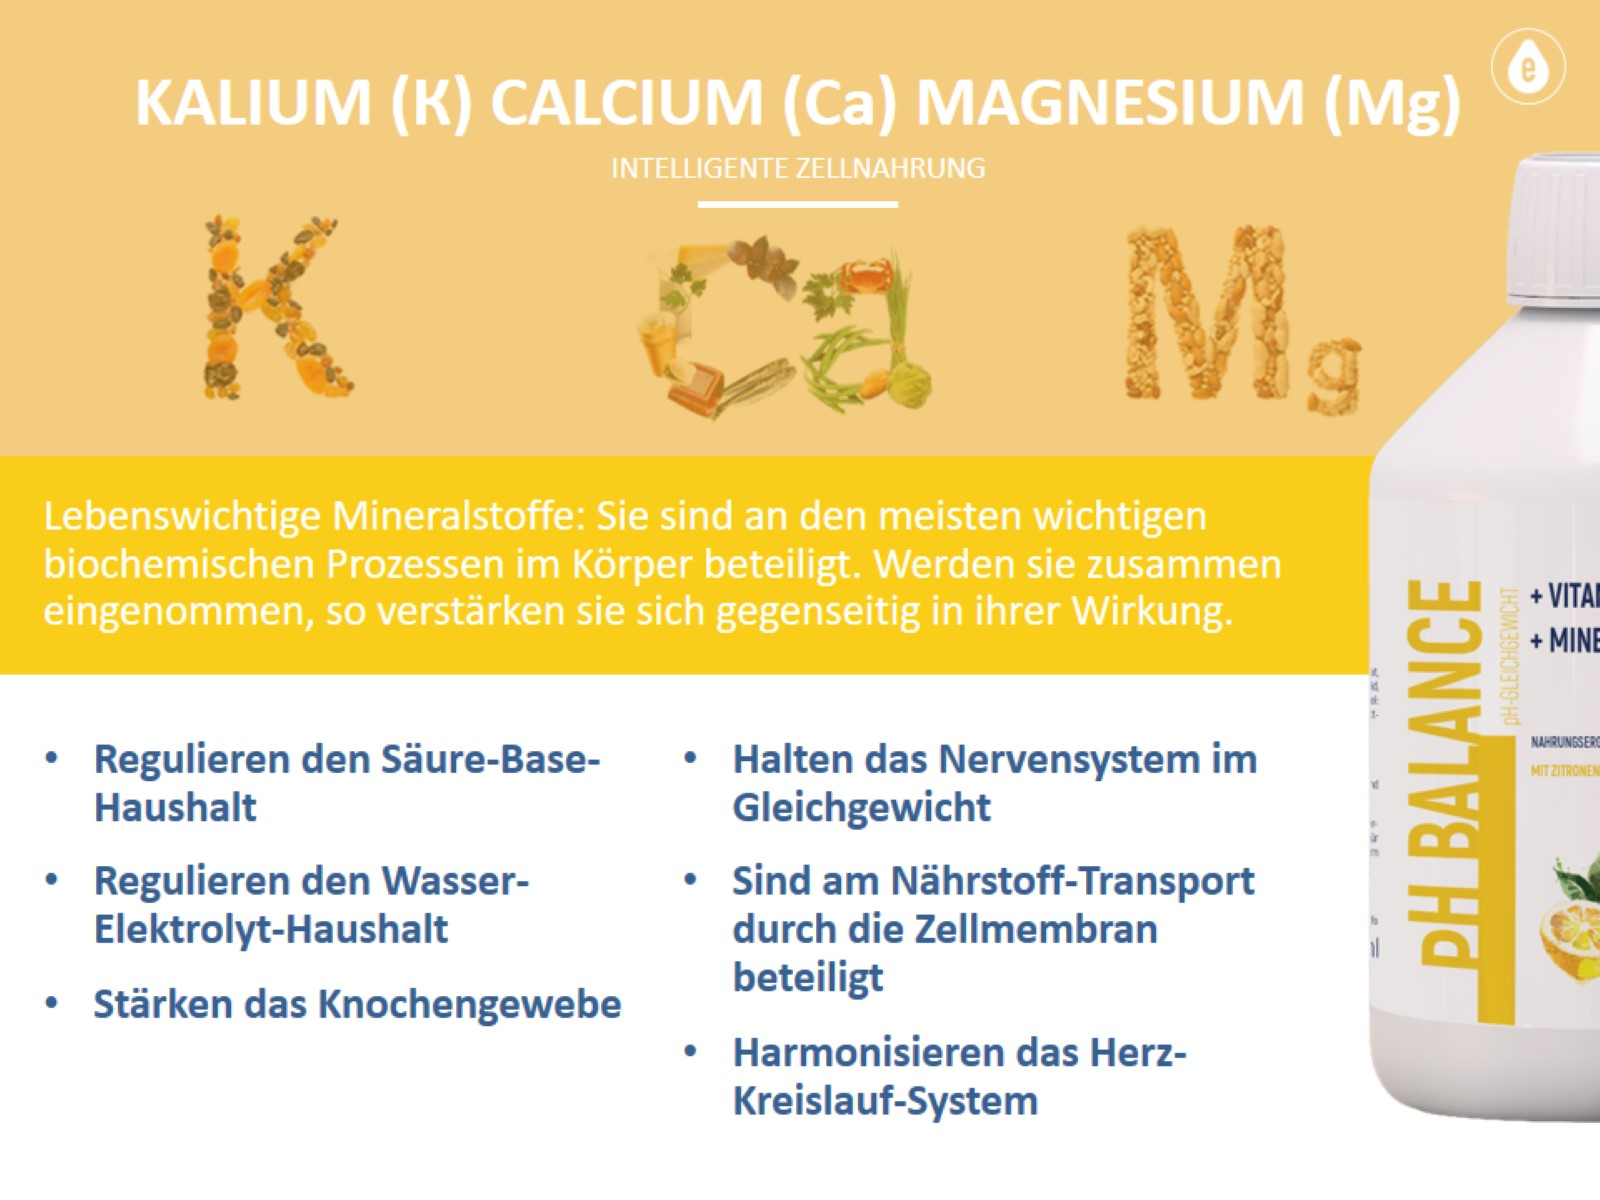 e
KALIUM (K) CALCIUM (Ca) MAGNESIUM (Mg)
INTELLIGENTE ZELLNAHRUNG
K
Ca
Mg
Lebenswichtige Mineralstoffe: Sie sind an den meisten wichtigen
biochemischen Prozessen im Körper beteiligt. Werden sie zusammen
eingenommen, so verstärken sie sich gegenseitig in ihrer Wirkung.
• Regulieren den Säure-Base-
Haushalt
• Regulieren den Wasser-
Elektrolyt-Haushalt
• Stärken das Knochengewebe
• Halten das Nervensystem im
Gleichgewicht
• Sind am Nährstoff-Transport
durch die Zellmembran
beteiligt
• Harmonisieren das Herz-
Kreislauf-System
pH BALANCE
pH-GLEICHGEWICHT
+ VITA
+ MINE
NAHRUNGSERG
MIT ZITRONEN